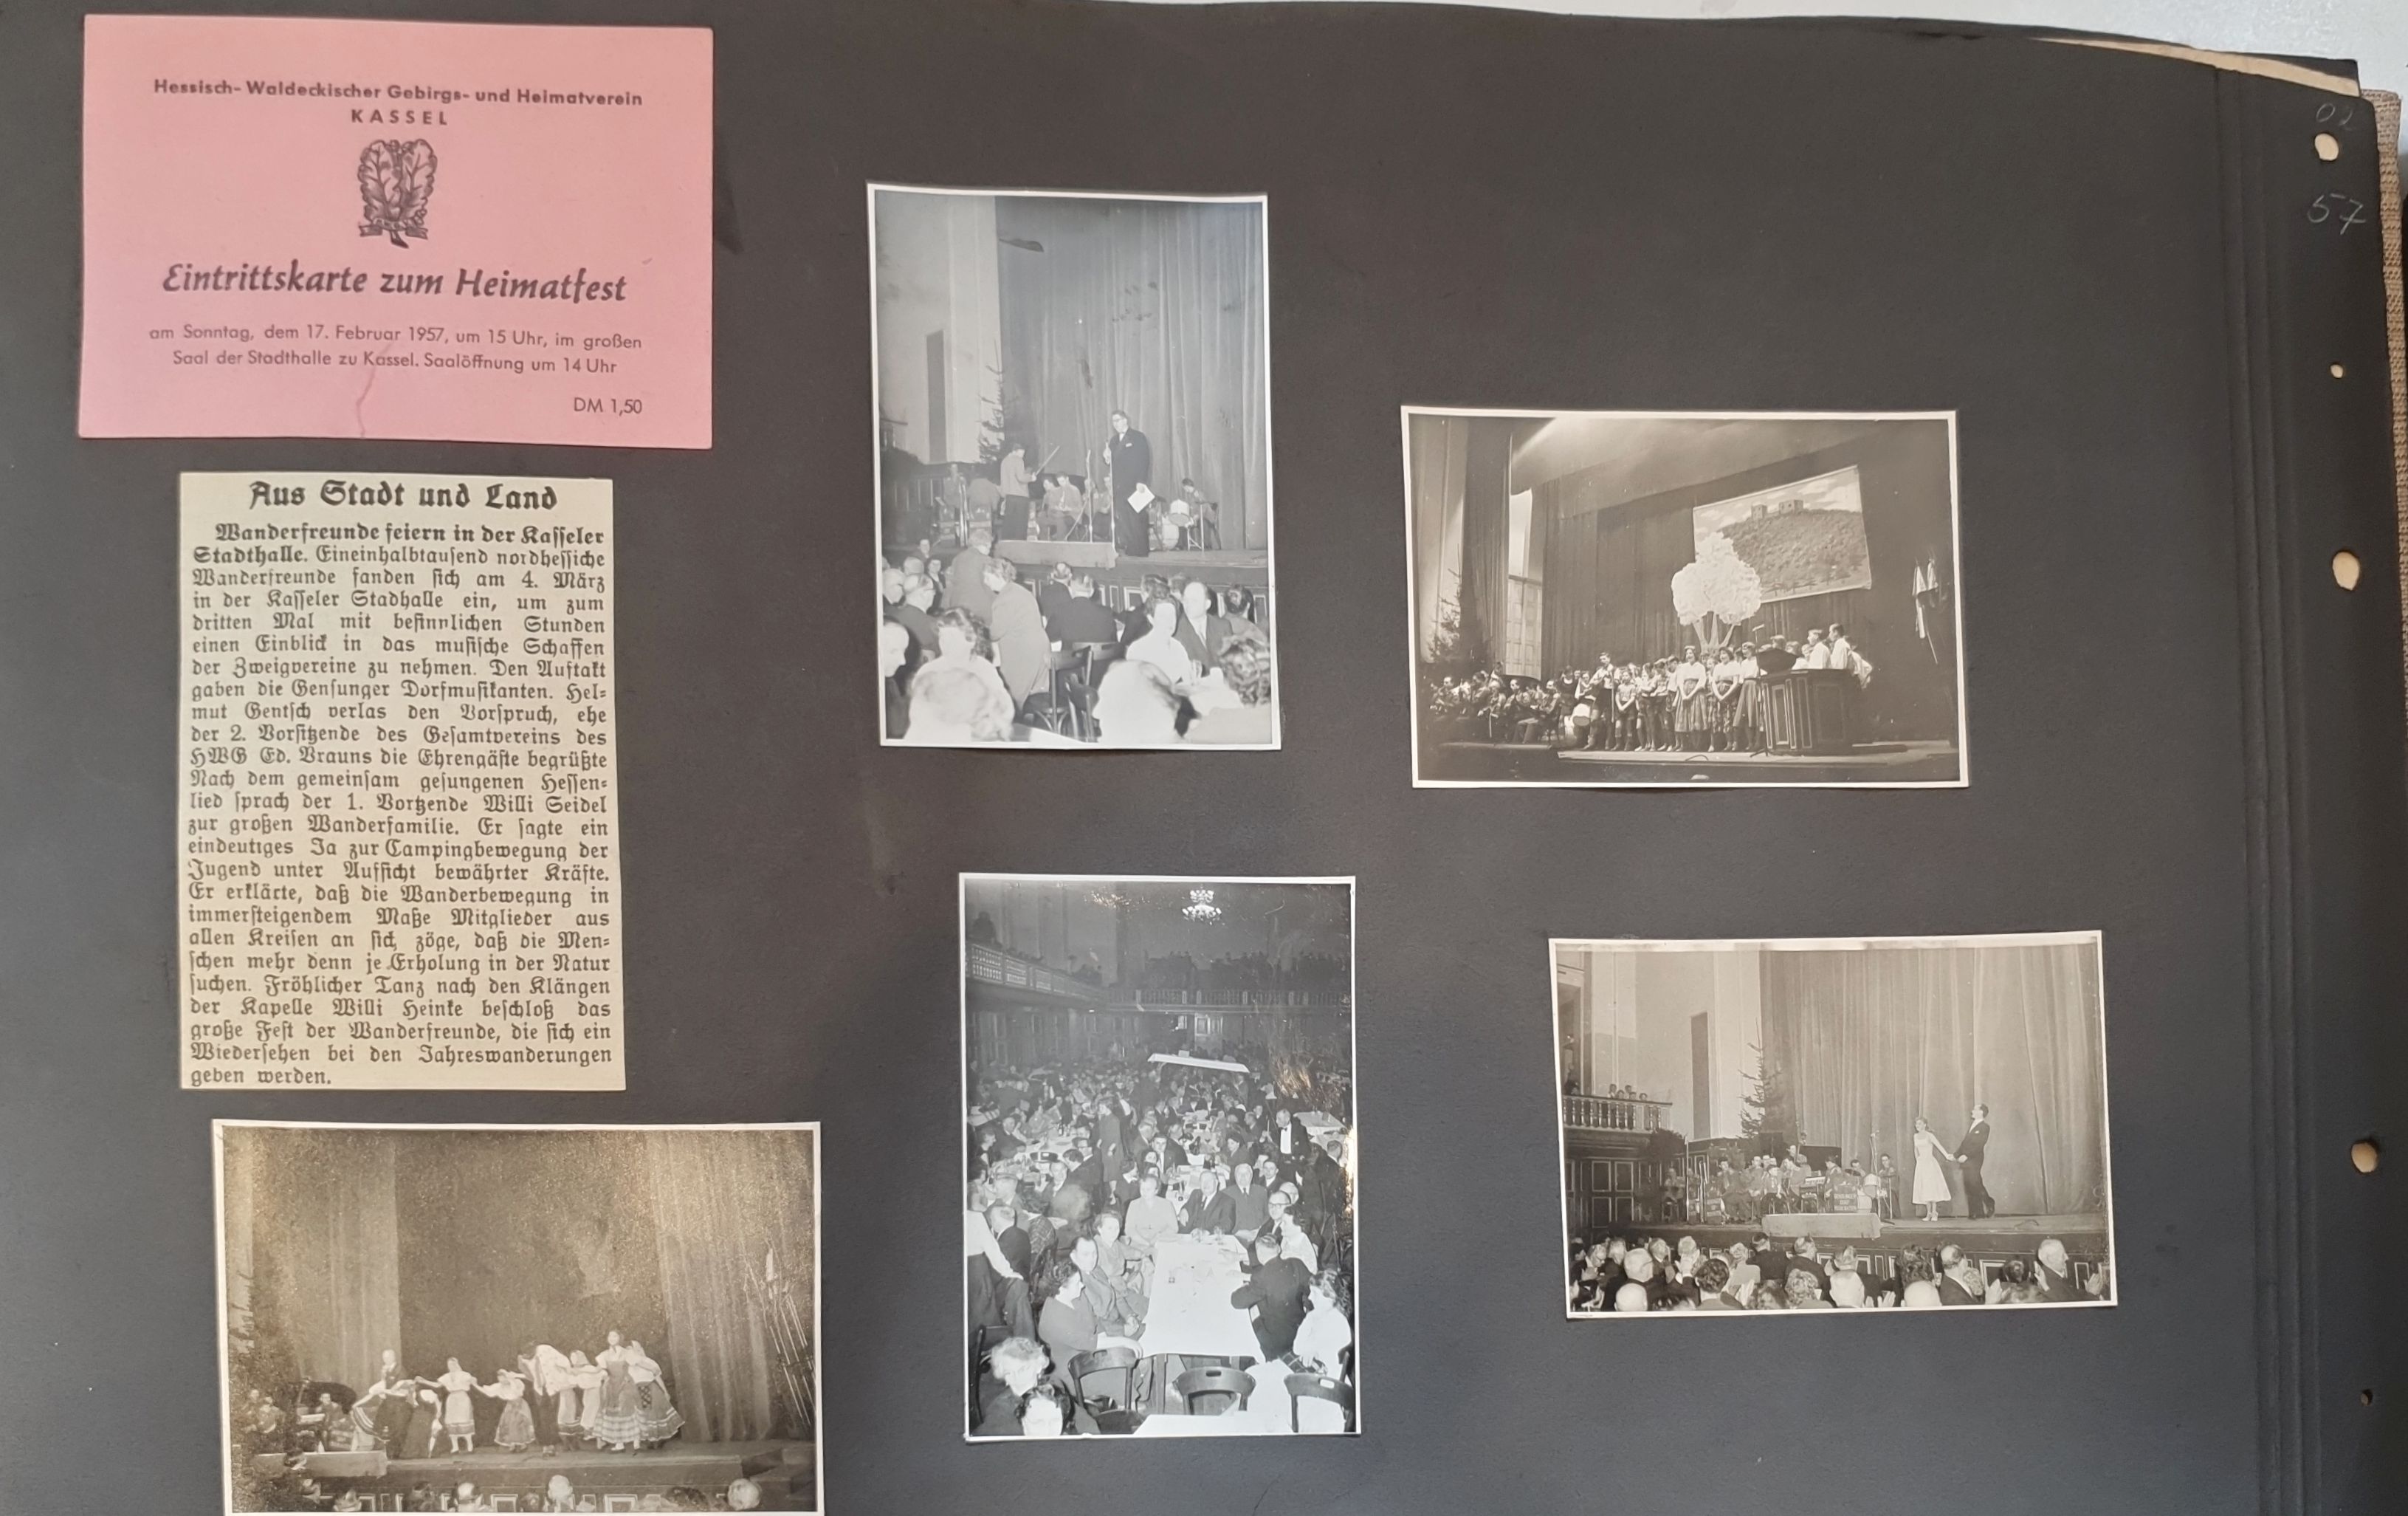 Hessisch-Waldeckischer Gebirgs- und Heimatverein
KASSEL
Eintrittskarte zum Heimatfest
am Sonntag, dem 17. Februar 1957, um 15 Uhr, im großen
Saal der Stadthalle zu Kassel. Saalöffnung um 14 Uhr
DM 1,50
Aus Stadt und Land
Wanderfreunde feiern in der Kasseler
Stadthalle. Eineinhalbtausend nordhessische
Wanderfreunde fanden sich am 4. März
in der Kasseler Stadhalle ein, um zum
dritten Mal mit besinnlichen Stunden
einen Einblick in das musische Schaffen
der Zweigvereine zu nehmen. Den Auftakt
gaben die Gensunger Dorfmusikanten. Hel-
mut Gentsch verlas den Vorspruch, ehe
der 2. Vorsitzende des Gesamtvereins des
HWG Ed. Brauns die Ehrengäste begrüßte
Nach dem gemeinsam gesungenen Hessen-
lied sprach der 1. Vortzende Willi Seidel
zur großen Wanderfamilie. Er sagte ein
eindeutiges Ja zur Campingbewegung der
Jugend unter Aufsicht bewährter Kräfte.
Er erklärte, daß die Wanderbewegung in
immersteigendem Maße Mitglieder aus
allen Kreisen an sich zöge, daß die Men-
schen mehr denn je Erholung in der Natur
suchen. Fröhlicher Tanz nach den Klängen
der Kapelle Willi Heinke beschloß das
große Fest der Wanderfreunde, die sich ein
Wiedersehen bei den Jahreswanderungen
geben werden.
02
57